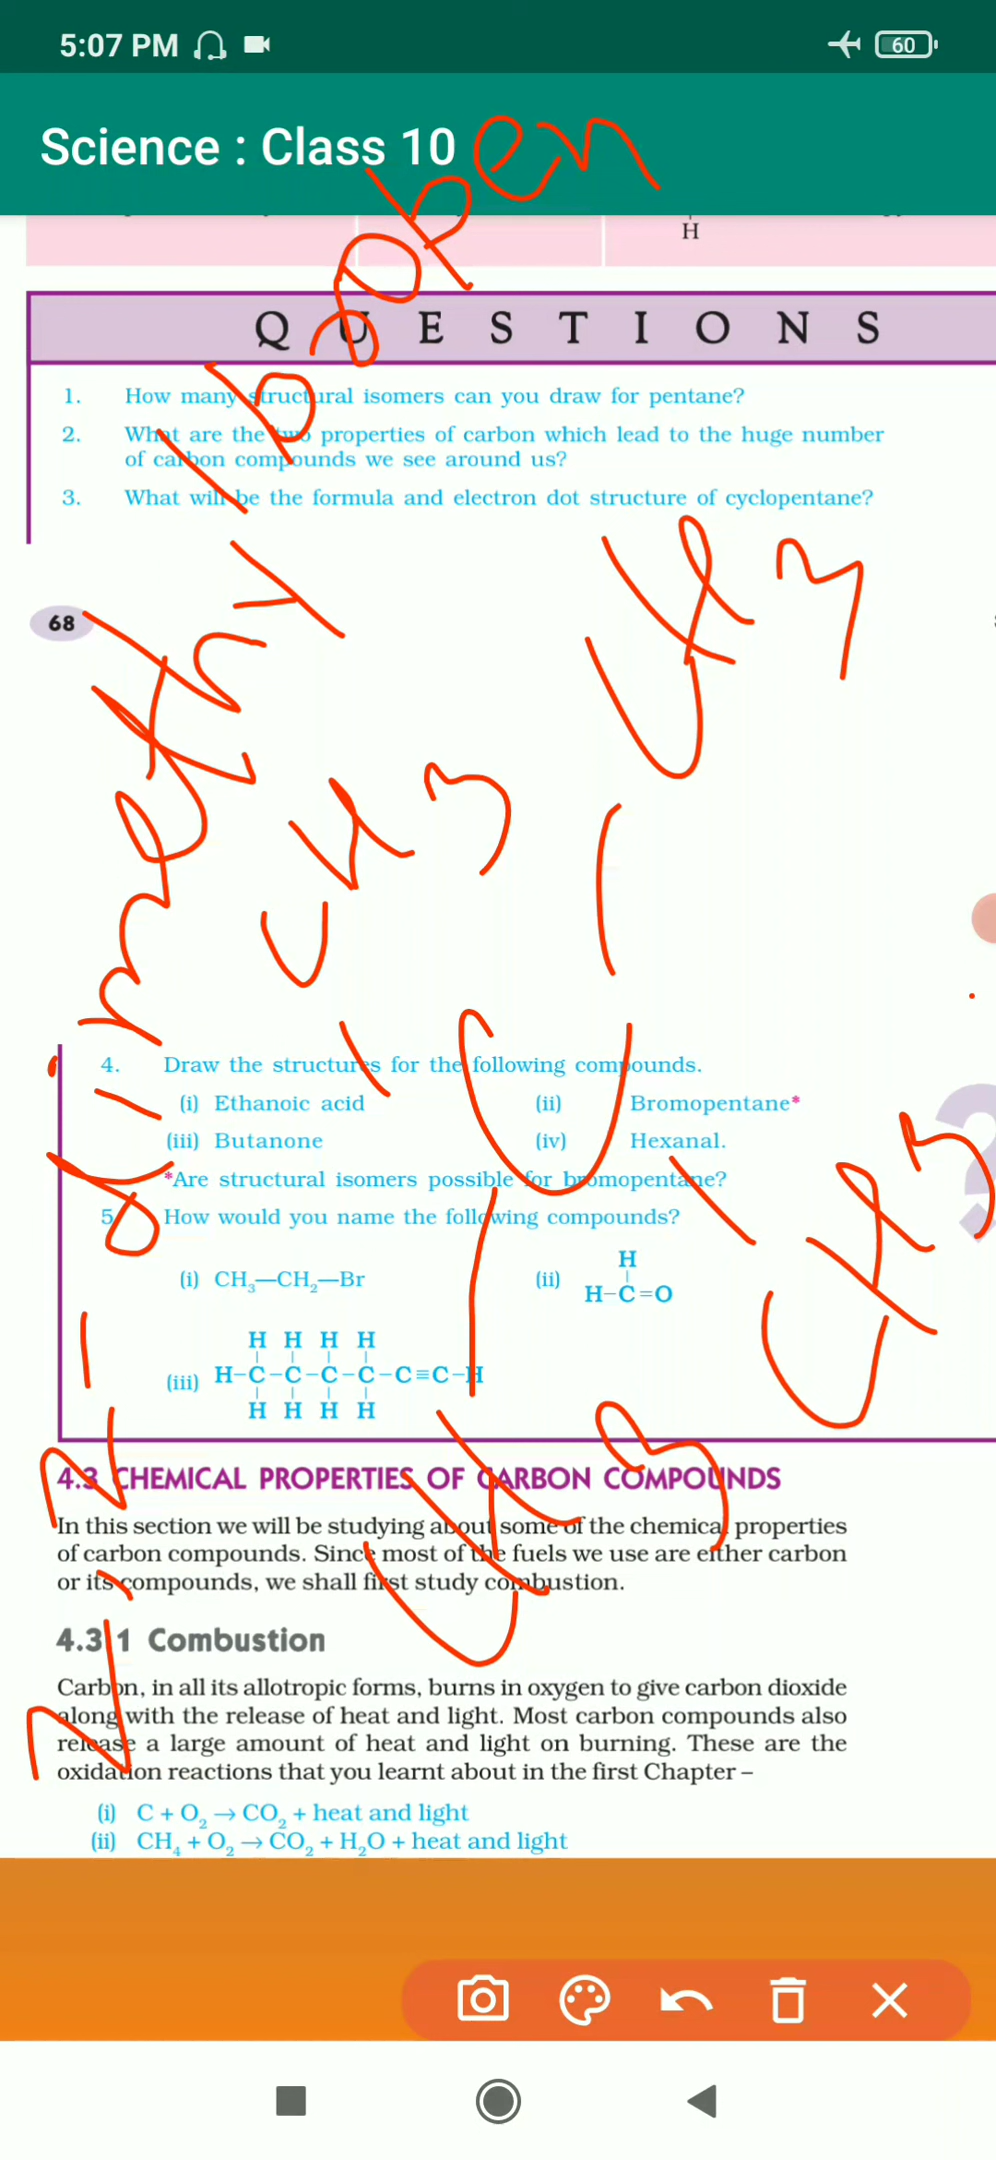 5:07 PM
60
Science : Class 10
H
QUESTIONS
1. How many structural isomers can you draw for pentane?
2. What are the two properties of carbon which lead to the huge number
of carbon compounds we see around us?
3. What will be the formula and electron dot structure of cyclopentane?
68
CH3
CH3
C
CH3
CH3
4. Draw the structures for the following compounds.
(i) Ethanoic acid (ii) Bromopentane*
(iii) Butanone (iv) Hexanal.
*Are structural isomers possible for bromopentane?
5. How would you name the following compounds?
(i) CH₃—CH₂—Br (ii) H-C=O
H
(iii) H-C-C-C-C-C≡C-H
H H H H
H H H H
4.3 CHEMICAL PROPERTIES OF CARBON COMPOUNDS
In this section we will be studying about some of the chemical properties
of carbon compounds. Since most of the fuels we use are either carbon
or its compounds, we shall first study combustion.
4.3.1 Combustion
Carbon, in all its allotropic forms, burns in oxygen to give carbon dioxide
along with the release of heat and light. Most carbon compounds also
release a large amount of heat and light on burning. These are the
oxidation reactions that you learnt about in the first Chapter –
(i) C + O₂ → CO₂ + heat and light
(ii) CH₄ + O₂ → CO₂ + H₂O + heat and light